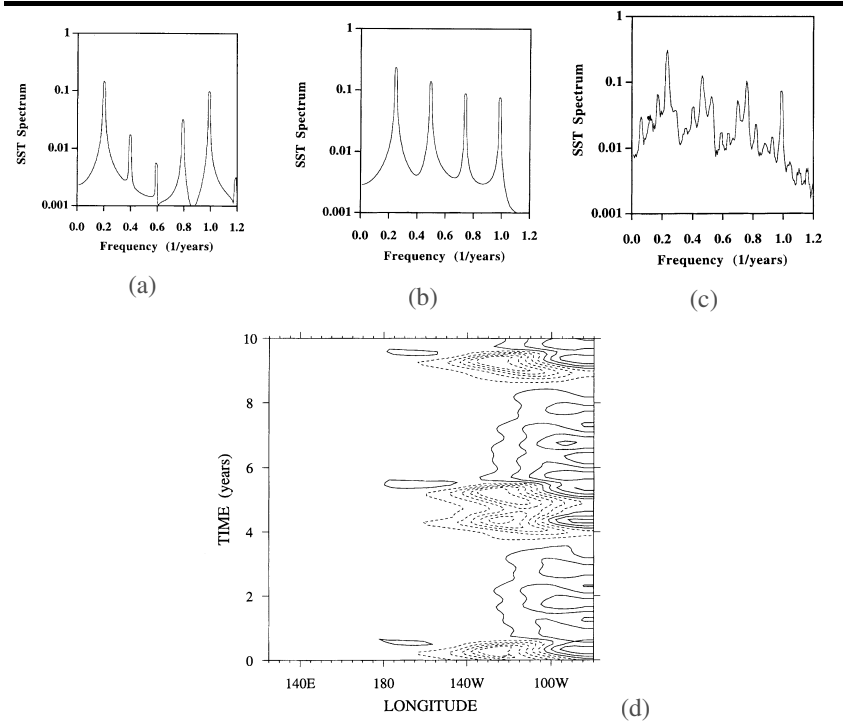 1
0.1
0.01
0.001
SST Spectrum
0.0 0.2 0.4 0.6 0.8 1.0 1.2
Frequency (1/years)
(a)
1
0.1
0.01
0.001
SST Spectrum
0.0 0.2 0.4 0.6 0.8 1.0 1.2
Frequency (1/years)
(b)
1
0.1
0.01
0.001
SST Spectrum
0.0 0.2 0.4 0.6 0.8 1.0 1.2
Frequency (1/years)
(c)
10
8
6
4
2
0
TIME (years)
140E 180 140W 100W
LONGITUDE
(d)